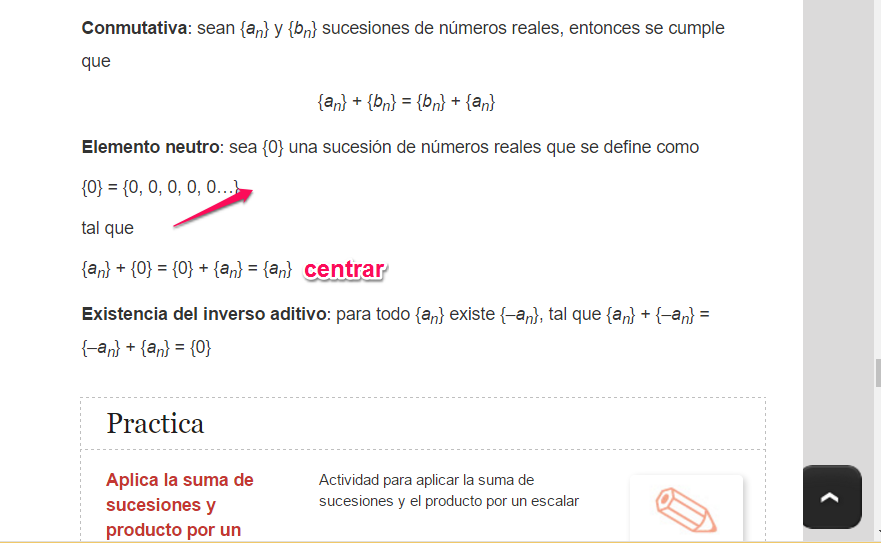 Conmutativa: sean {aₙ} y {bₙ} sucesiones de números reales, entonces se cumple
que
{aₙ} + {bₙ} = {bₙ} + {aₙ}
Elemento neutro: sea {0} una sucesión de números reales que se define como
{0} = {0, 0, 0, 0, 0…}
tal que
{aₙ} + {0} = {0} + {aₙ} = {aₙ} centrar
Existencia del inverso aditivo: para todo {aₙ} existe {–aₙ}, tal que {aₙ} + {–aₙ} =
{–aₙ} + {aₙ} = {0}
Practica
Aplica la suma de
sucesiones y
producto por un
Actividad para aplicar la suma de
sucesiones y el producto por un escalar